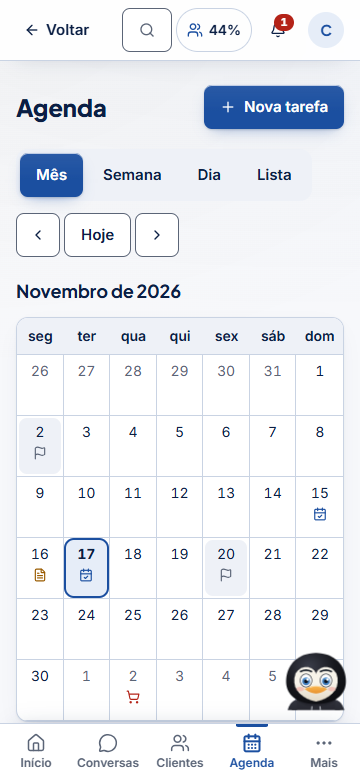 Voltar
44%
1
C
Agenda
Nova tarefa
Mês Semana Dia Lista
Hoje
Novembro de 2026
seg ter qua qui sex sáb dom
26 27 28 29 30 31 1
2 3 4 5 6 7 8
9 10 11 12 13 14 15
16 17 18 19 20 21 22
23 24 25 26 27 28 29
30 1 2 3 4 5
Início Conversas Clientes Agenda Mais